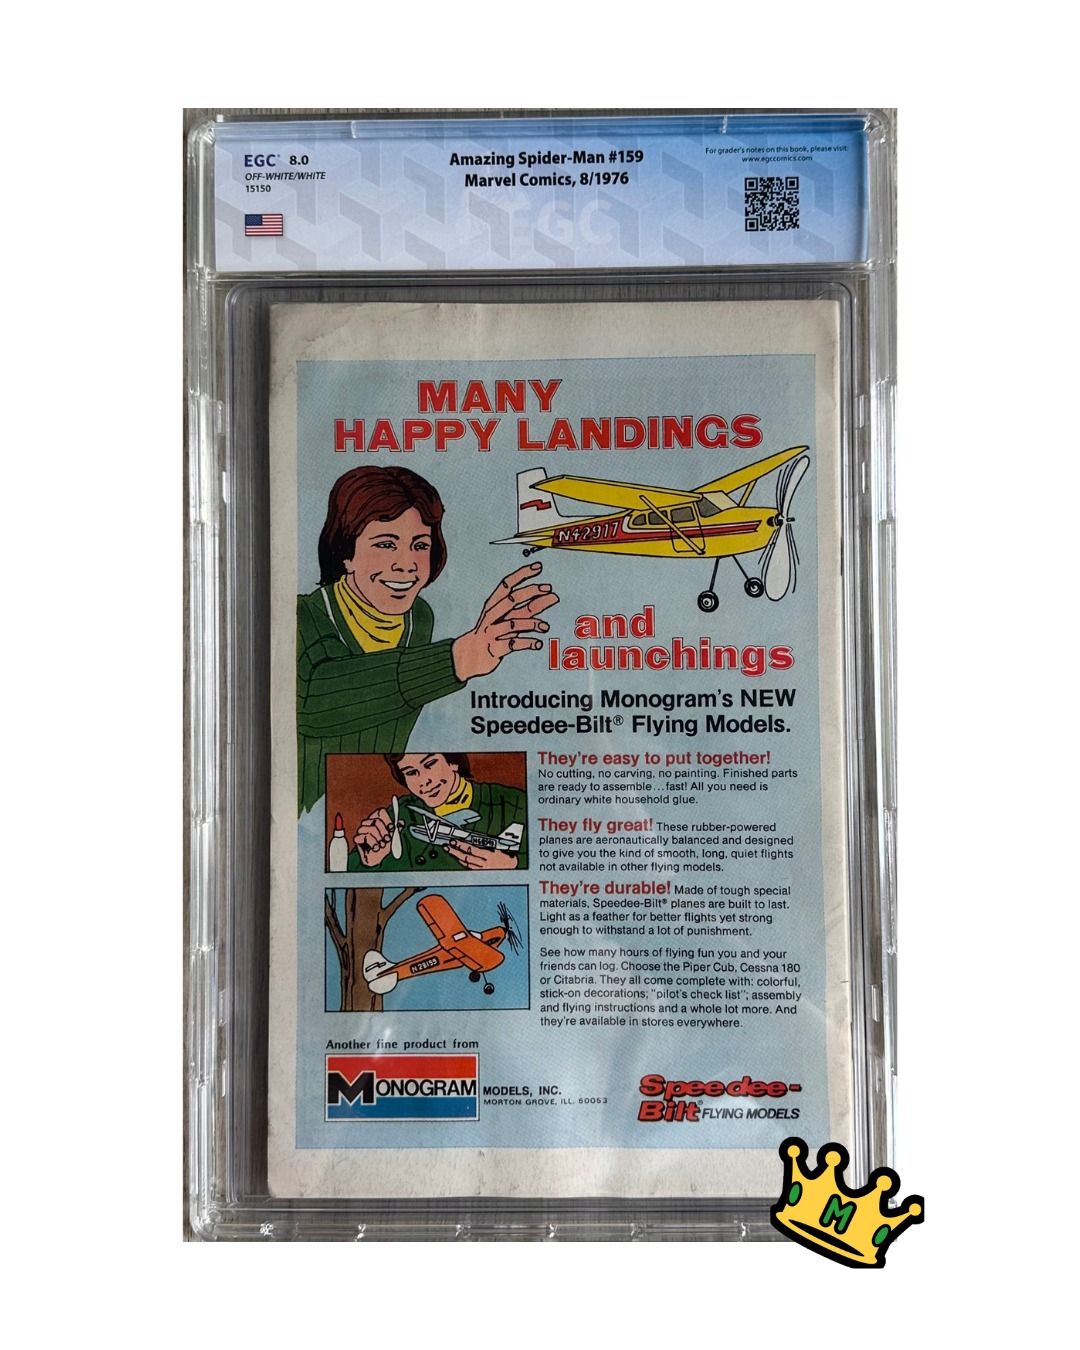 EGC® 8.0
OFF-WHITE/WHITE
15150
Amazing Spider-Man #159
Marvel Comics, 8/1976
For grader's notes on this book, please visit:
www.egccomics.com
EGC
MANY
HAPPY LANDINGS
N42917
and
launchings
Introducing Monogram's NEW
Speedee-Bilt® Flying Models.
They're easy to put together!
No cutting, no carving, no painting. Finished parts
are ready to assemble...fast! All you need is
ordinary white household glue.
They fly great! These rubber-powered
planes are aeronautically balanced and designed
to give you the kind of smooth, long, quiet flights
not available in other flying models.
They're durable! Made of tough special
materials, Speedee-Bilt® planes are built to last.
Light as a feather for better flights yet strong
enough to withstand a lot of punishment.
N28155
See how many hours of flying fun you and your
friends can log. Choose the Piper Cub, Cessna 180
or Citabria. They all come complete with: colorful,
stick-on decorations; "pilot's check list"; assembly
and flying instructions and a whole lot more. And
they're available in stores everywhere.
Another fine product from
MONOGRAM MODELS, INC.
MORTON GROVE, ILL. 60053
Speedee-
Bilt® FLYING MODELS
M